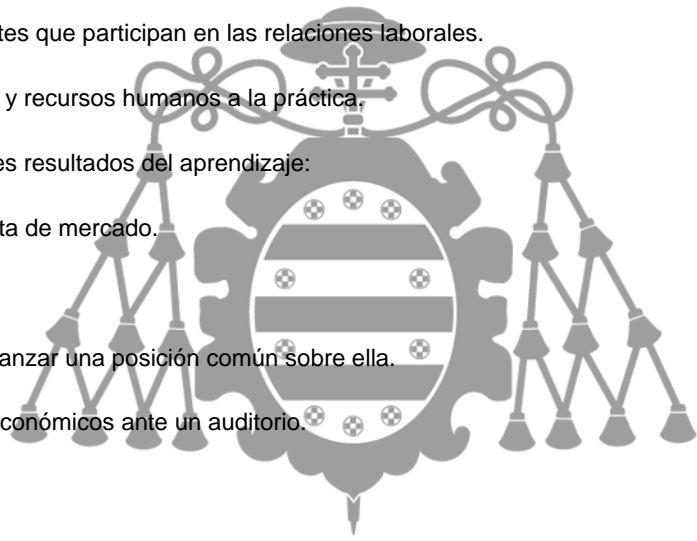 tes que participan en las relaciones laborales.
y recursos humanos a la práctica.
es resultados del aprendizaje:
ta de mercado.
anzar una posición común sobre ella.
conómicos ante un auditorio.